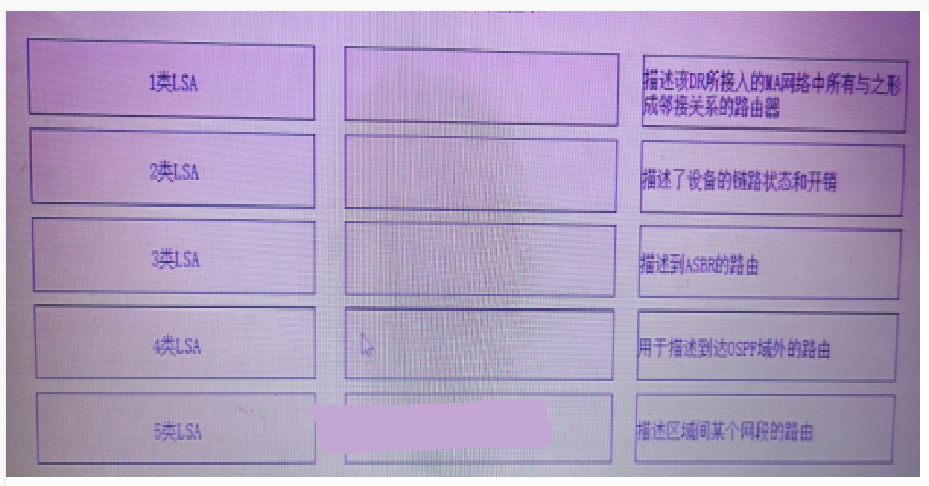 1类LSA
描述该DR所接入的MA网络中所有与之形
成邻接关系的路由器
2类LSA
描述了设备的链路状态和开销
3类LSA
描述到ASBR的路由
4类LSA
用于描述到达OSPF域外的路由
5类LSA
描述区域间某个网段的路由